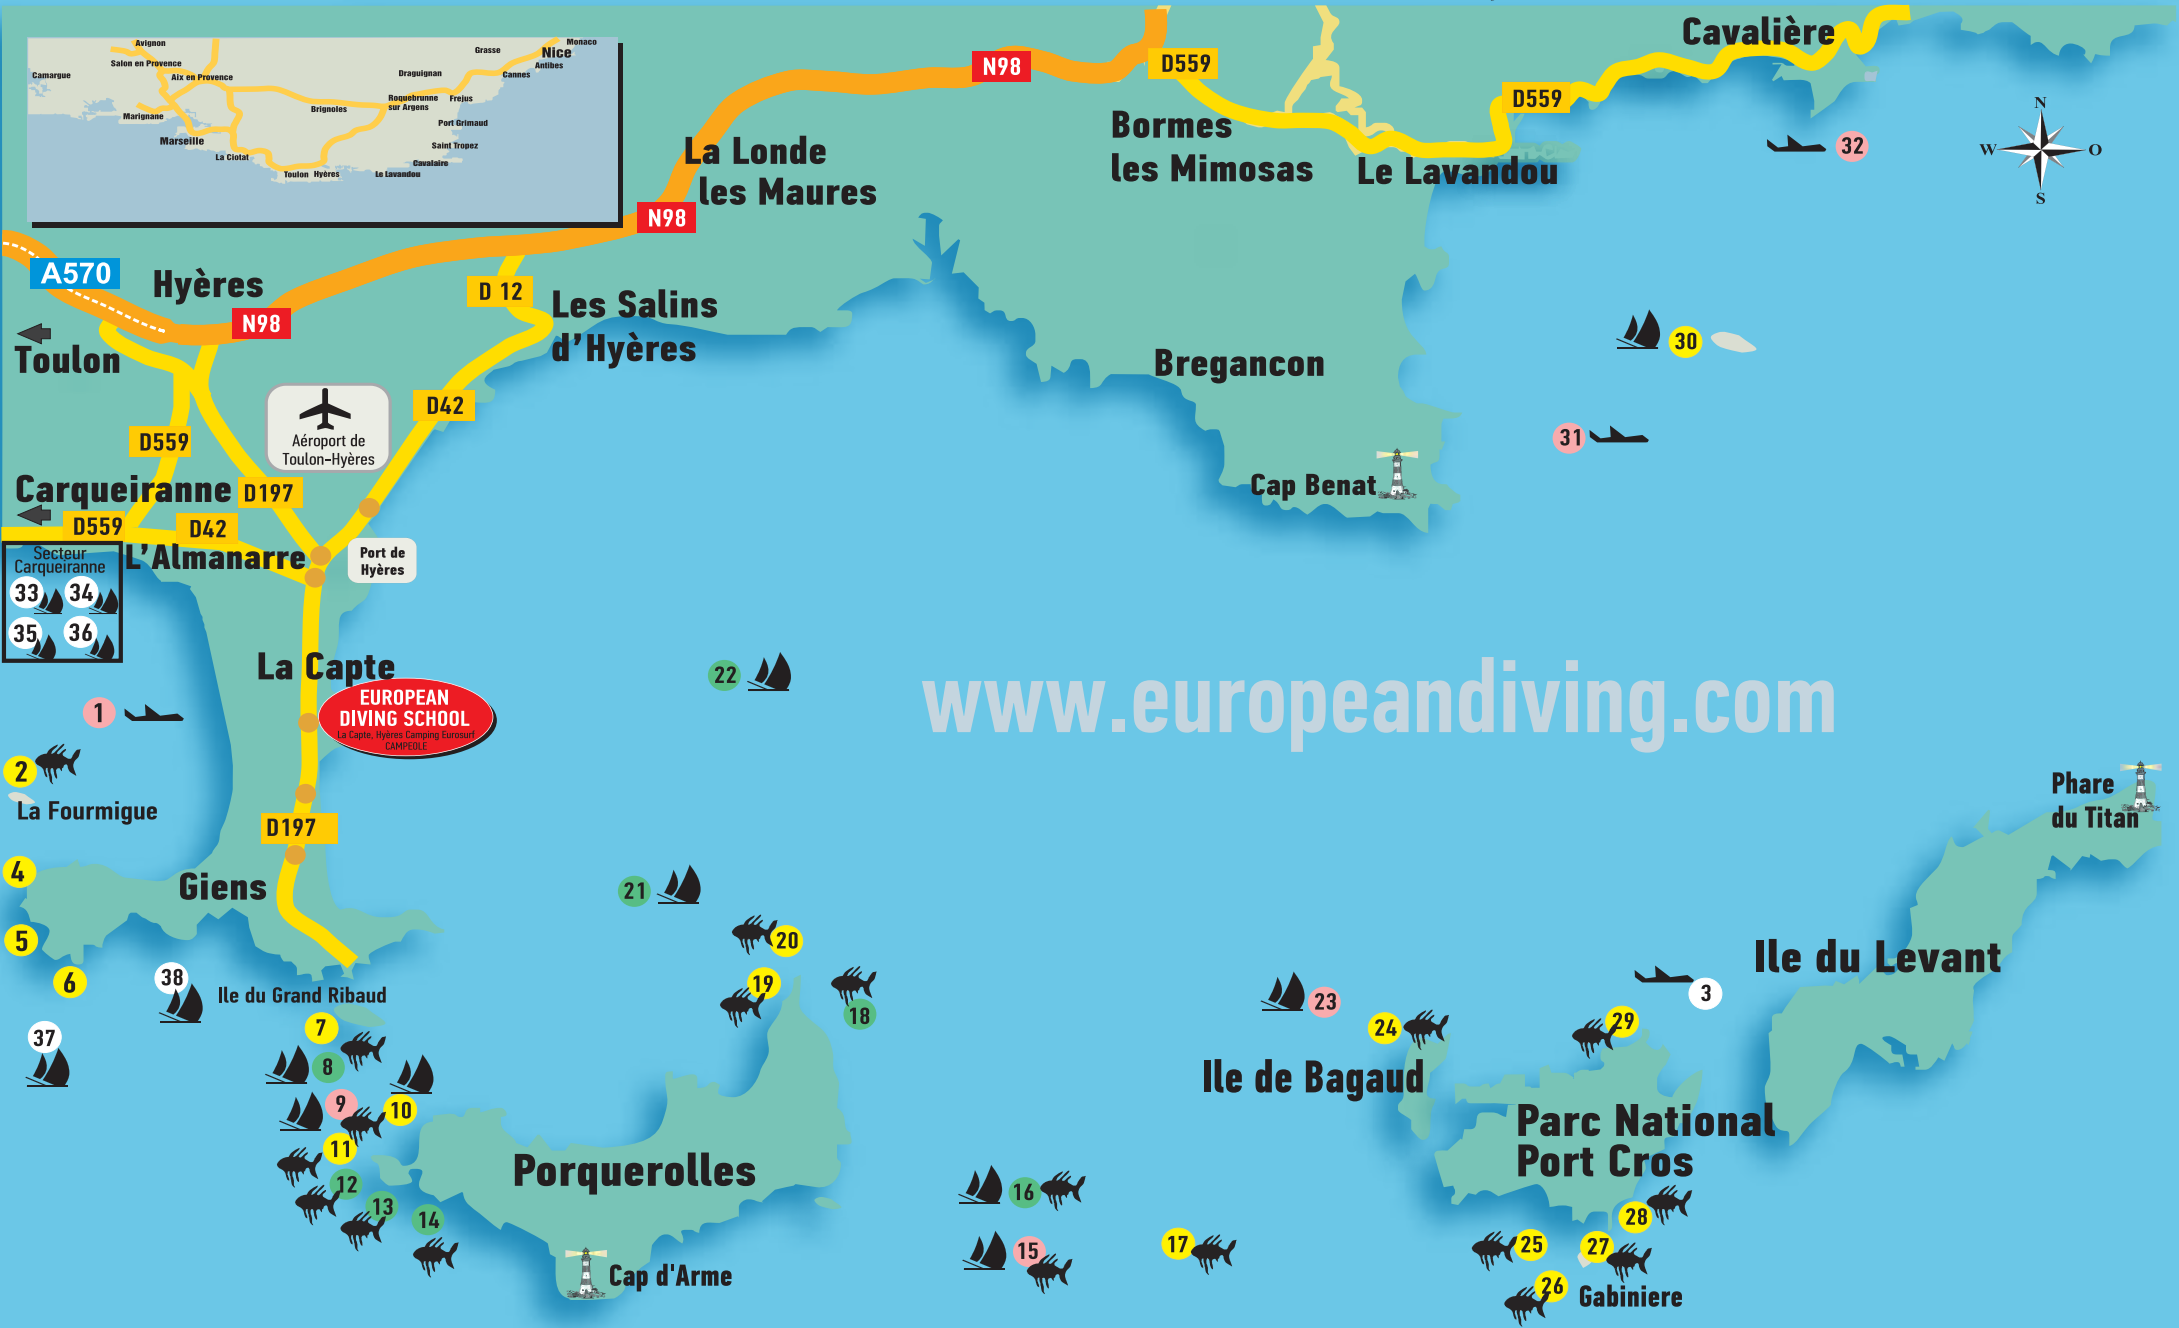 Avignon
Monaco
Salon en Provence
Grasse
Nice
Antibes
Camargue
Aix en Provence
Draguignan
Cannes
Roquebrunne
sur Argens
Frejus
Marignane
Brignoles
Port Grimaud
Marseille
Saint Tropez
La Ciotat
Cavalaire
Toulon
Hyères
Le Lavandou
Cavalière
N98
D559
D559
Bormes
les Mimosas
La Londe
les Maures
Le Lavandou
32
N
W
O
S
N98
A570
Hyères
N98
D 12
Les Salins
d'Hyères
Toulon
30
Bregancon
D42
Aéroport de
Toulon-Hyères
D559
31
Carqueiranne
D197
Cap Benat
D559
D42
L'Almanarre
Port de
Hyères
Secteur
Carqueiranne
33
34
35
36
La Capte
22
www.europeandiving.com
EUROPEAN
DIVING SCHOOL
La Capte, Hyères Camping Eurosurf
CAMPEOLE
1
2
La Fourmigue
Phare
du Titan
D197
4
Giens
21
5
20
6
38
Ile du Grand Ribaud
19
18
Ile du Levant
3
23
24
29
7
37
8
Ile de Bagaud
9
10
Parc National
Port Cros
11
Porquerolles
12
13
14
16
15
17
28
25
27
26
Gabiniere
Cap d'Arme